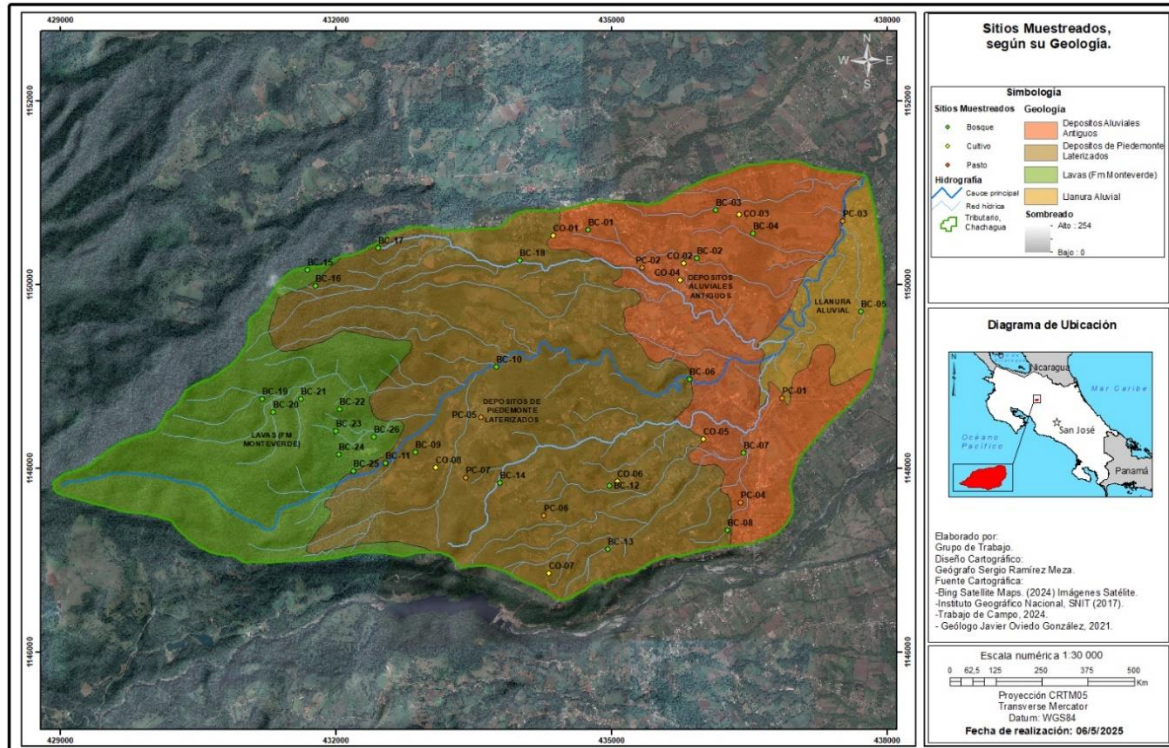 429000
432000
435000
438000
1152000
1150000
1148000
1146000
1152000
1150000
1148000
1146000
429000
432000
435000
438000
N
W
E
S
BC-03
CO-03
BC-01
CO-01
BC-04
PC-03
BC-17
BC-15
BC-18
PC-02
CO-02
BC-02
BC-16
CO-04
DEPOSITOS
ALUVIALES
ANTIGUOS
LLANURA
ALUVIAL
BC-05
BC-10
BC-06
BC-19
BC-21
PC-01
BC-20
BC-22
PC-05
DEPOSITOS DE
PIEDEMONTE
LATERIZADOS
BC-23
BC-26
LAVAS (FM
MONTEVERDE)
CO-05
BC-24
BC-09
BC-07
BC-25
BC-11
CO-08
PC-07
BC-14
CO-06
BC-12
PC-06
PC-04
BC-08
BC-13
CO-07
Sitios Muestreados,
según su Geología.
Simbología
Sitios Muestreados
Bosque
Cultivo
Pasto
Hidrografía
Cauce principal
Red hídrica
Tributario,
Chachagua
Geología
Depositos Aluviales
Antiguos
Depositos de Piedemonte
Laterizados
Lavas (Fm Monteverde)
Llanura Aluvial
Sombreado
Alto : 254
Bajo : 0
Diagrama de Ubicación
N
Nicaragua
Mar Caribe
San José
Océano
Pacífico
Panamá
Elaborado por:
Grupo de Trabajo.
Diseño Cartográfico:
Geógrafo Sergio Ramírez Meza.
Fuente Cartográfica:
-Bing Satellite Maps. (2024) Imágenes Satélite.
-Instituto Geográfico Nacional, SNIT (2017).
-Trabajo de Campo, 2024.
- Geólogo Javier Oviedo González, 2021.
Escala numérica 1:30 000
0 62,5 125 250 375 500
Km
Proyección CRTM05
Transverse Mercator
Datum: WGS84
Fecha de realización: 06/5/2025